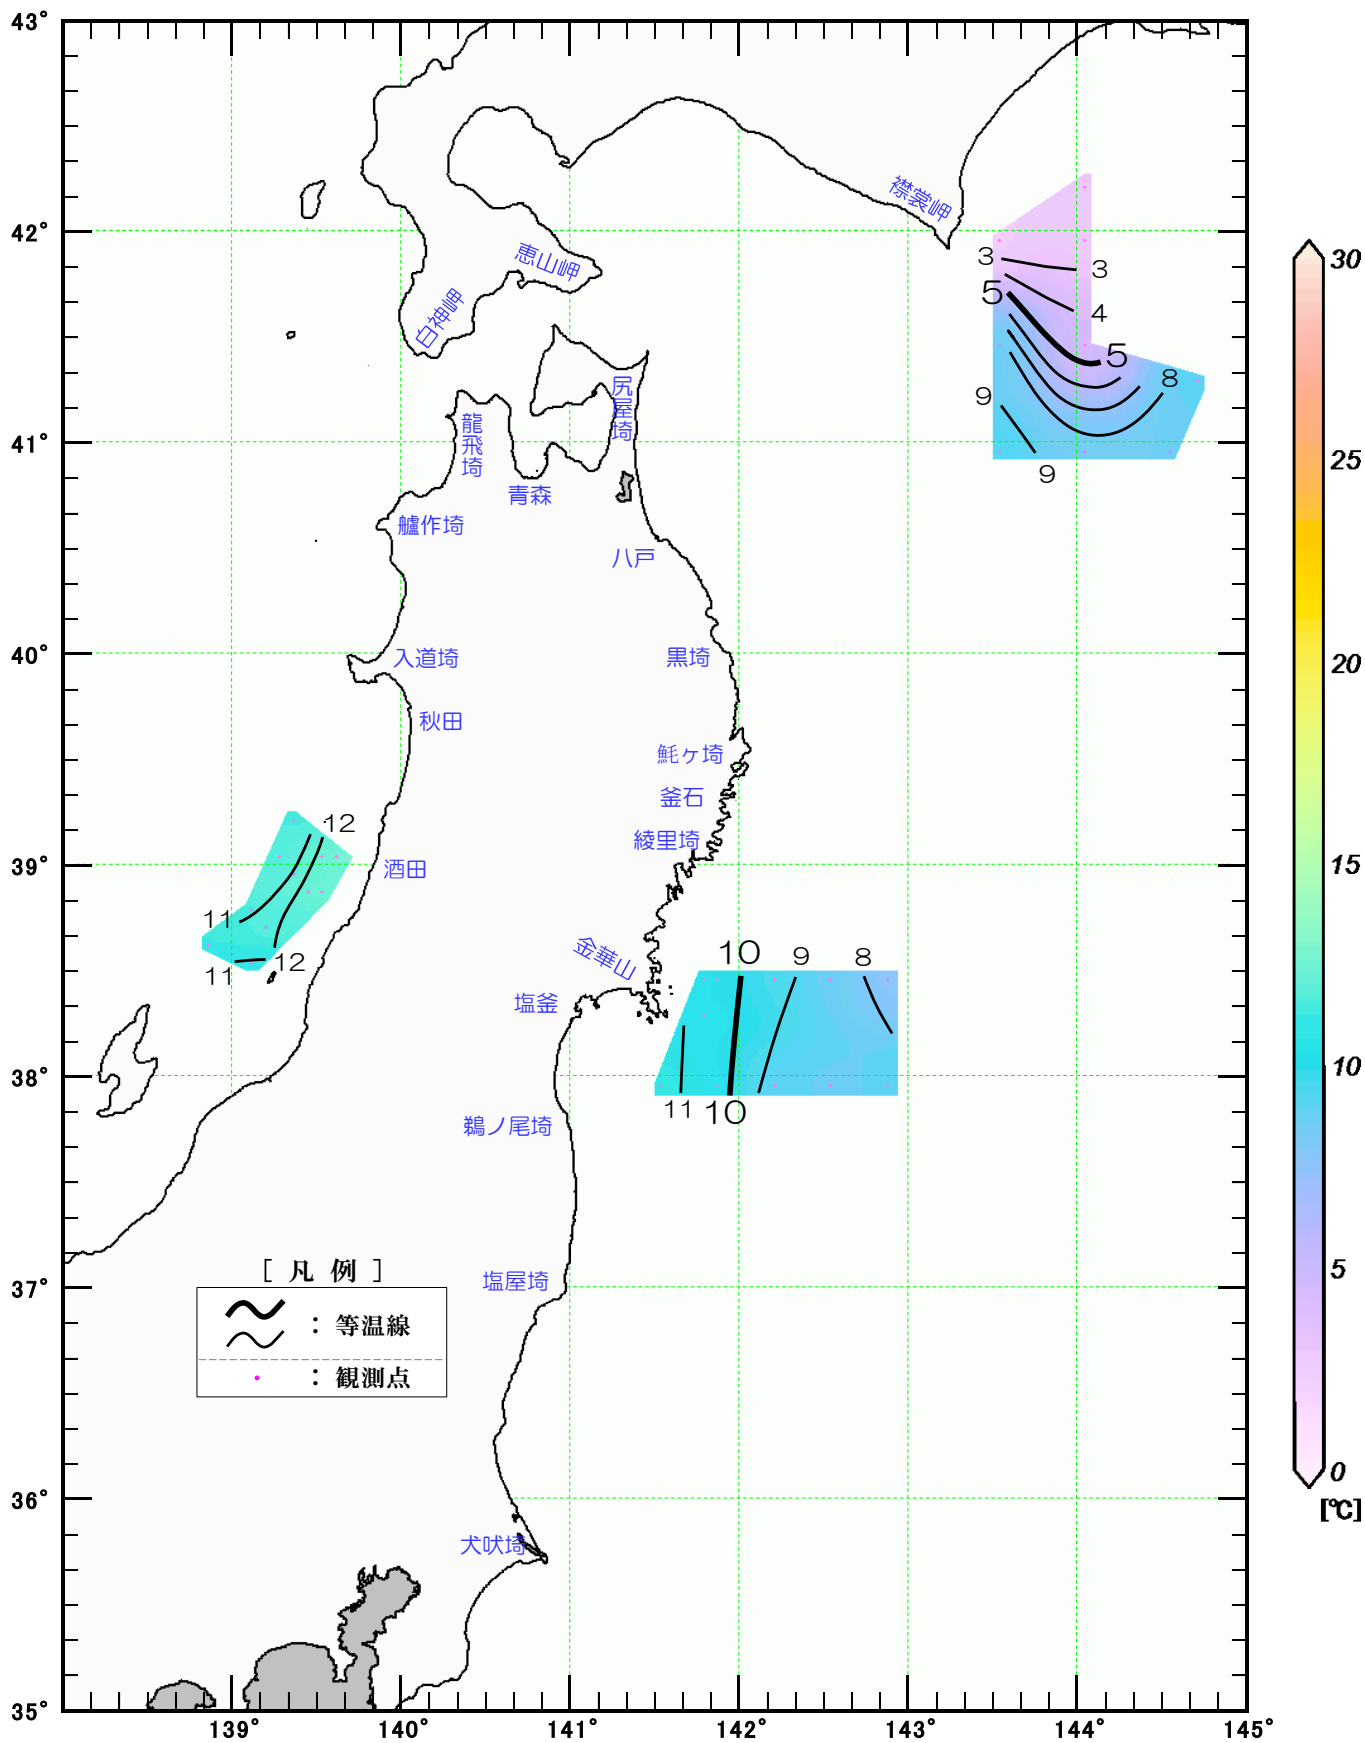 43°
42°
41°
40°
39°
38°
37°
36°
35°
139°
140°
141°
142°
143°
144°
145°
襟裳岬
恵山岬
白神岬
尻屋埼
龍飛埼
青森
艫作埼
八戸
入道埼
黒埼
秋田
魹ヶ埼
釜石
綾里埼
酒田
金華山
塩釜
鵜ノ尾埼
塩屋埼
犬吠埼
3
3
4
5
5
8
9
9
12
11
11
12
10
9
8
11
10
[ 凡 例 ]
: 等温線
: 観測点
30
25
20
15
10
5
0
[℃]